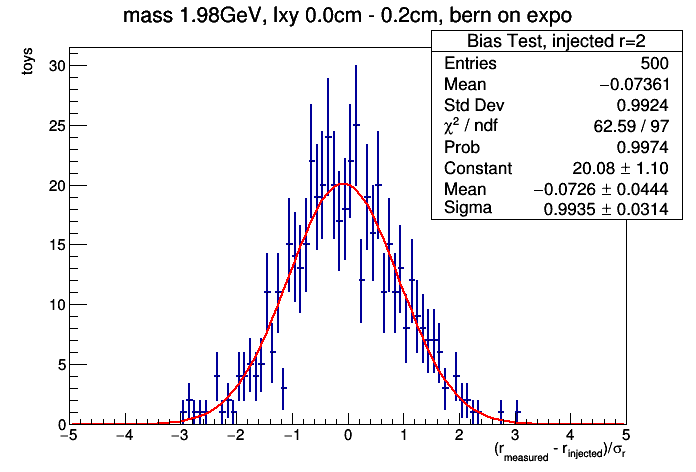 mass 1.98GeV, lxy 0.0cm - 0.2cm, bern on expo
Bias Test, injected r=2
Entries 500
Mean −0.07361
Std Dev 0.9924
χ² / ndf 62.59 / 97
Prob 0.9974
Constant 20.08 ± 1.10
Mean −0.0726 ± 0.0444
Sigma 0.9935 ± 0.0314
toys
30
25
20
15
10
5
0
−5 −4 −3 −2 −1 0 1 2 3 4 5
(r_measured - r_injected)/σ_r